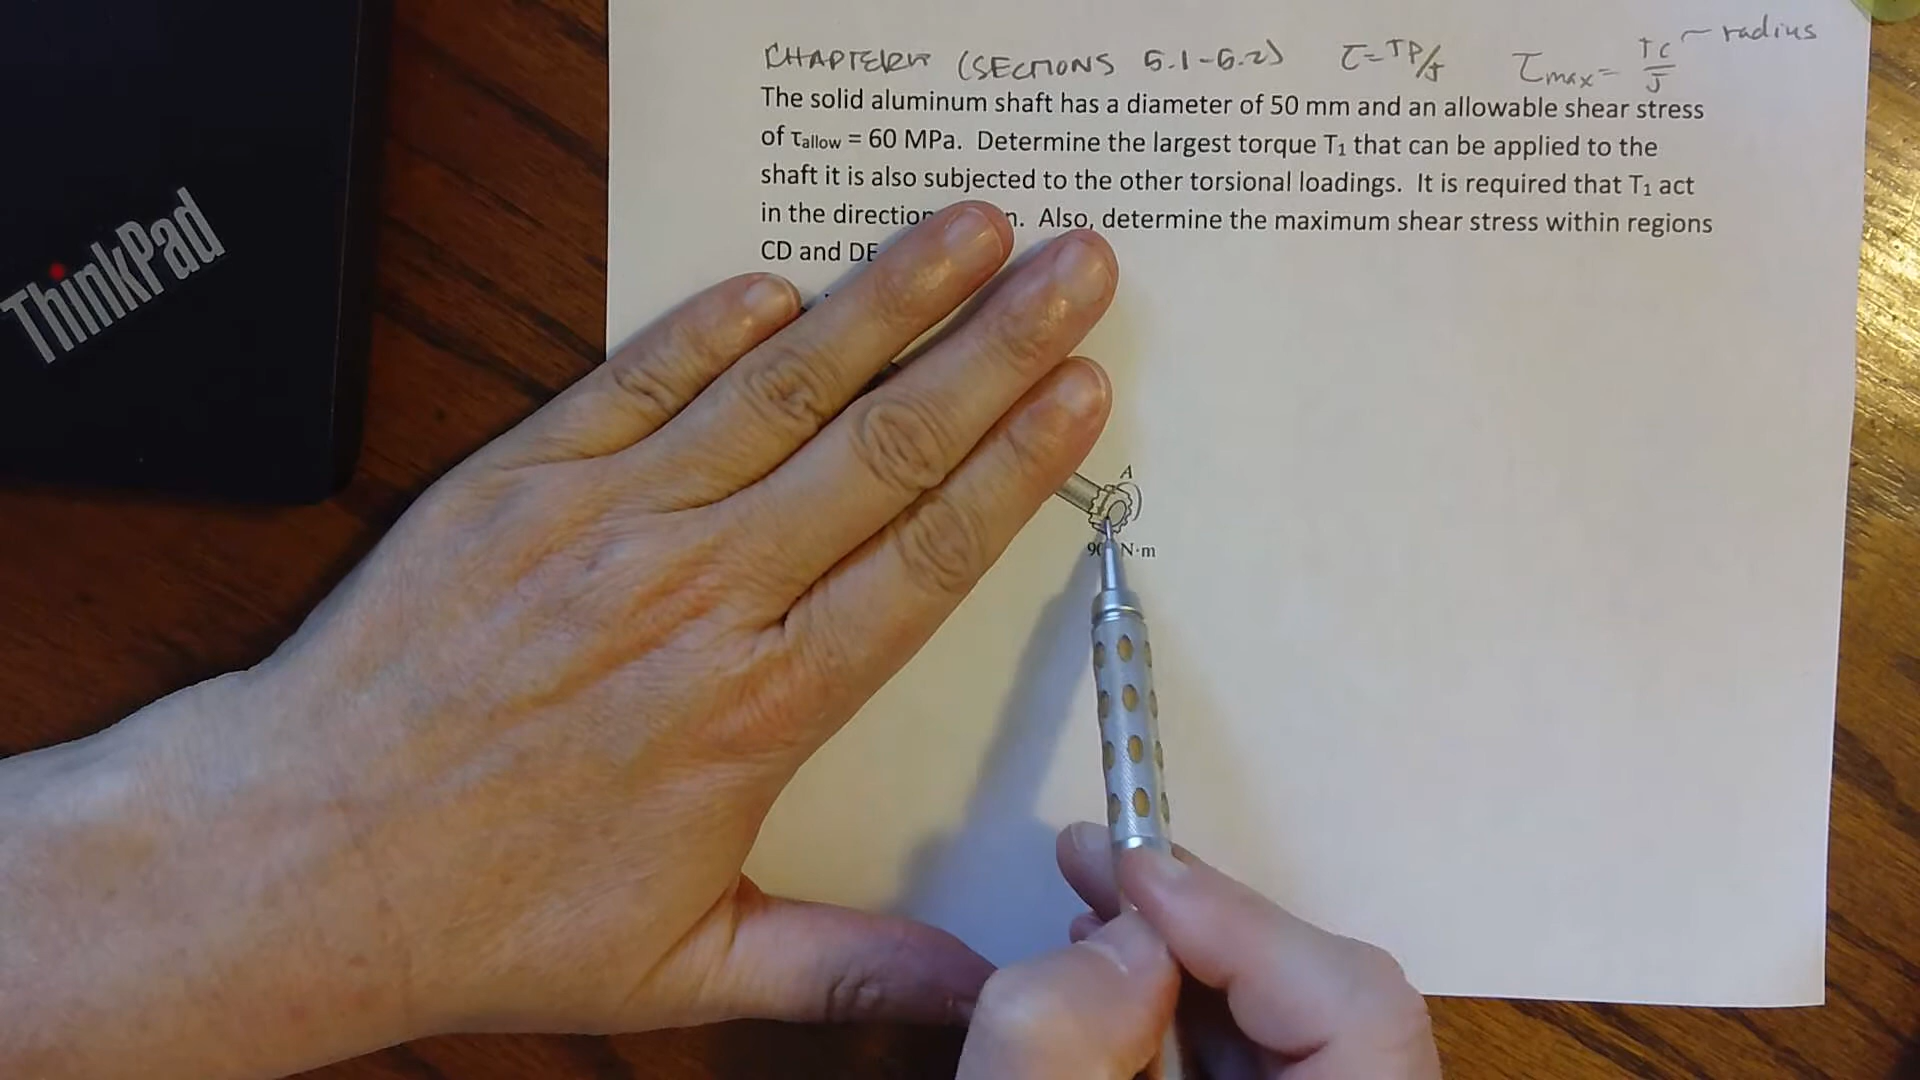 ThinkPad
(SECTIONS 5.1-5.2) τ=Tρ/J τmax= Tc/J ~radius
The solid aluminum shaft has a diameter of 50 mm and an allowable shear stress
of τallow = 60 MPa. Determine the largest torque T1 that can be applied to the
shaft it is also subjected to the other torsional loadings. It is required that T1 act
in the Also, determine the maximum shear stress within regions
CD and DE
A
N·m